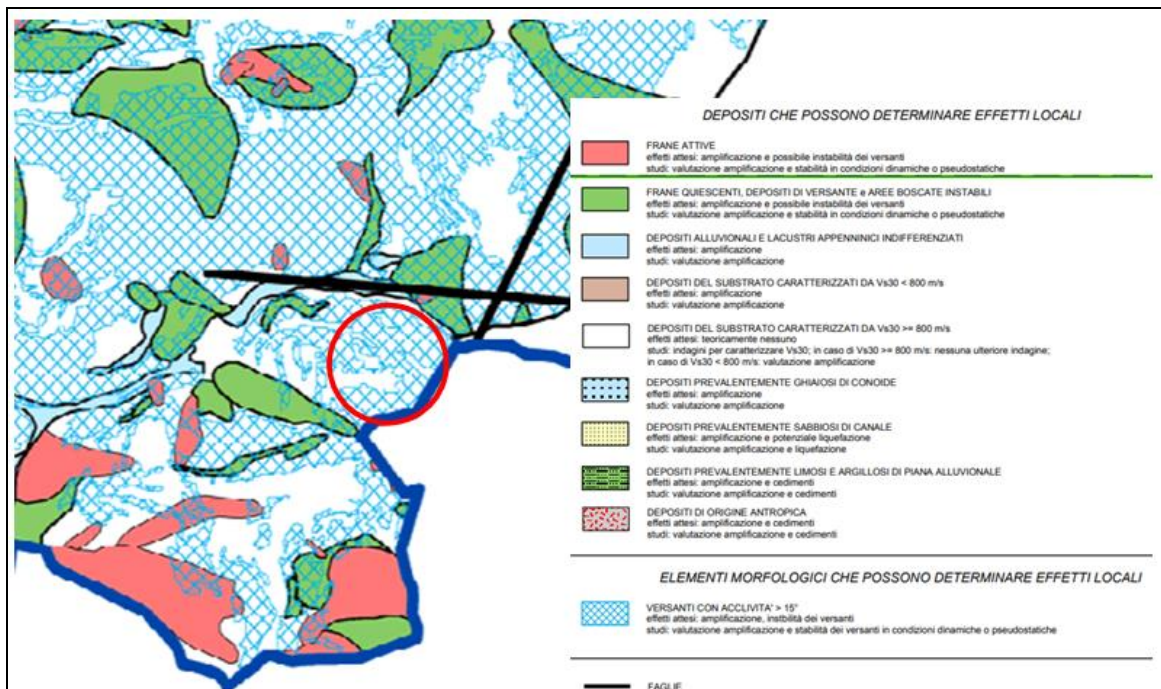 DEPOSITI CHE POSSONO DETERMINARE EFFETTI LOCALI
FRANE ATTIVE
effetti attesi: amplificazione e possibile instabilità dei versanti
studi: valutazione amplificazione e stabilità in condizioni dinamiche o pseudostatiche
FRANE QUIESCENTI, DEPOSITI DI VERSANTE e AREE BOSCATE INSTABILI
effetti attesi: amplificazione e possibile instabilità dei versanti
studi: valutazione amplificazione e stabilità in condizioni dinamiche o pseudostatiche
DEPOSITI ALLUVIONALI E LACUSTRI APPENNINICI INDIFFERENZIATI
effetti attesi: amplificazione
studi: valutazione amplificazione
DEPOSITI DEL SUBSTRATO CARATTERIZZATI DA Vs30 < 800 m/s
effetti attesi: amplificazione
studi: valutazione amplificazione
DEPOSITI DEL SUBSTRATO CARATTERIZZATI DA Vs30 >= 800 m/s
effetti attesi: teoricamente nessuno
studi: indagini per caratterizzare Vs30; in caso di Vs30 >= 800 m/s: nessuna ulteriore indagine;
in caso di Vs30 < 800 m/s: valutazione amplificazione
DEPOSITI PREVALENTEMENTE GHIAIOSI DI CONOIDE
effetti attesi: amplificazione
studi: valutazione amplificazione
DEPOSITI PREVALENTEMENTE SABBIOSI DI CANALE
effetti attesi: amplificazione e potenziale liquefazione
studi: valutazione amplificazione e liquefazione
DEPOSITI PREVALENTEMENTE LIMOSI E ARGILLOSI DI PIANA ALLUVIONALE
effetti attesi: amplificazione e cedimenti
studi: valutazione amplificazione e cedimenti
DEPOSITI DI ORIGINE ANTROPICA
effetti attesi: amplificazione e cedimenti
studi: valutazione amplificazione e cedimenti
ELEMENTI MORFOLOGICI CHE POSSONO DETERMINARE EFFETTI LOCALI
VERSANTI CON ACCLIVITA' > 15°
effetti attesi: amplificazione, instbilità dei versanti
studi: valutazione amplificazione e stabilità dei versanti in condizioni dinamiche o pseudostatiche
FAGLIE